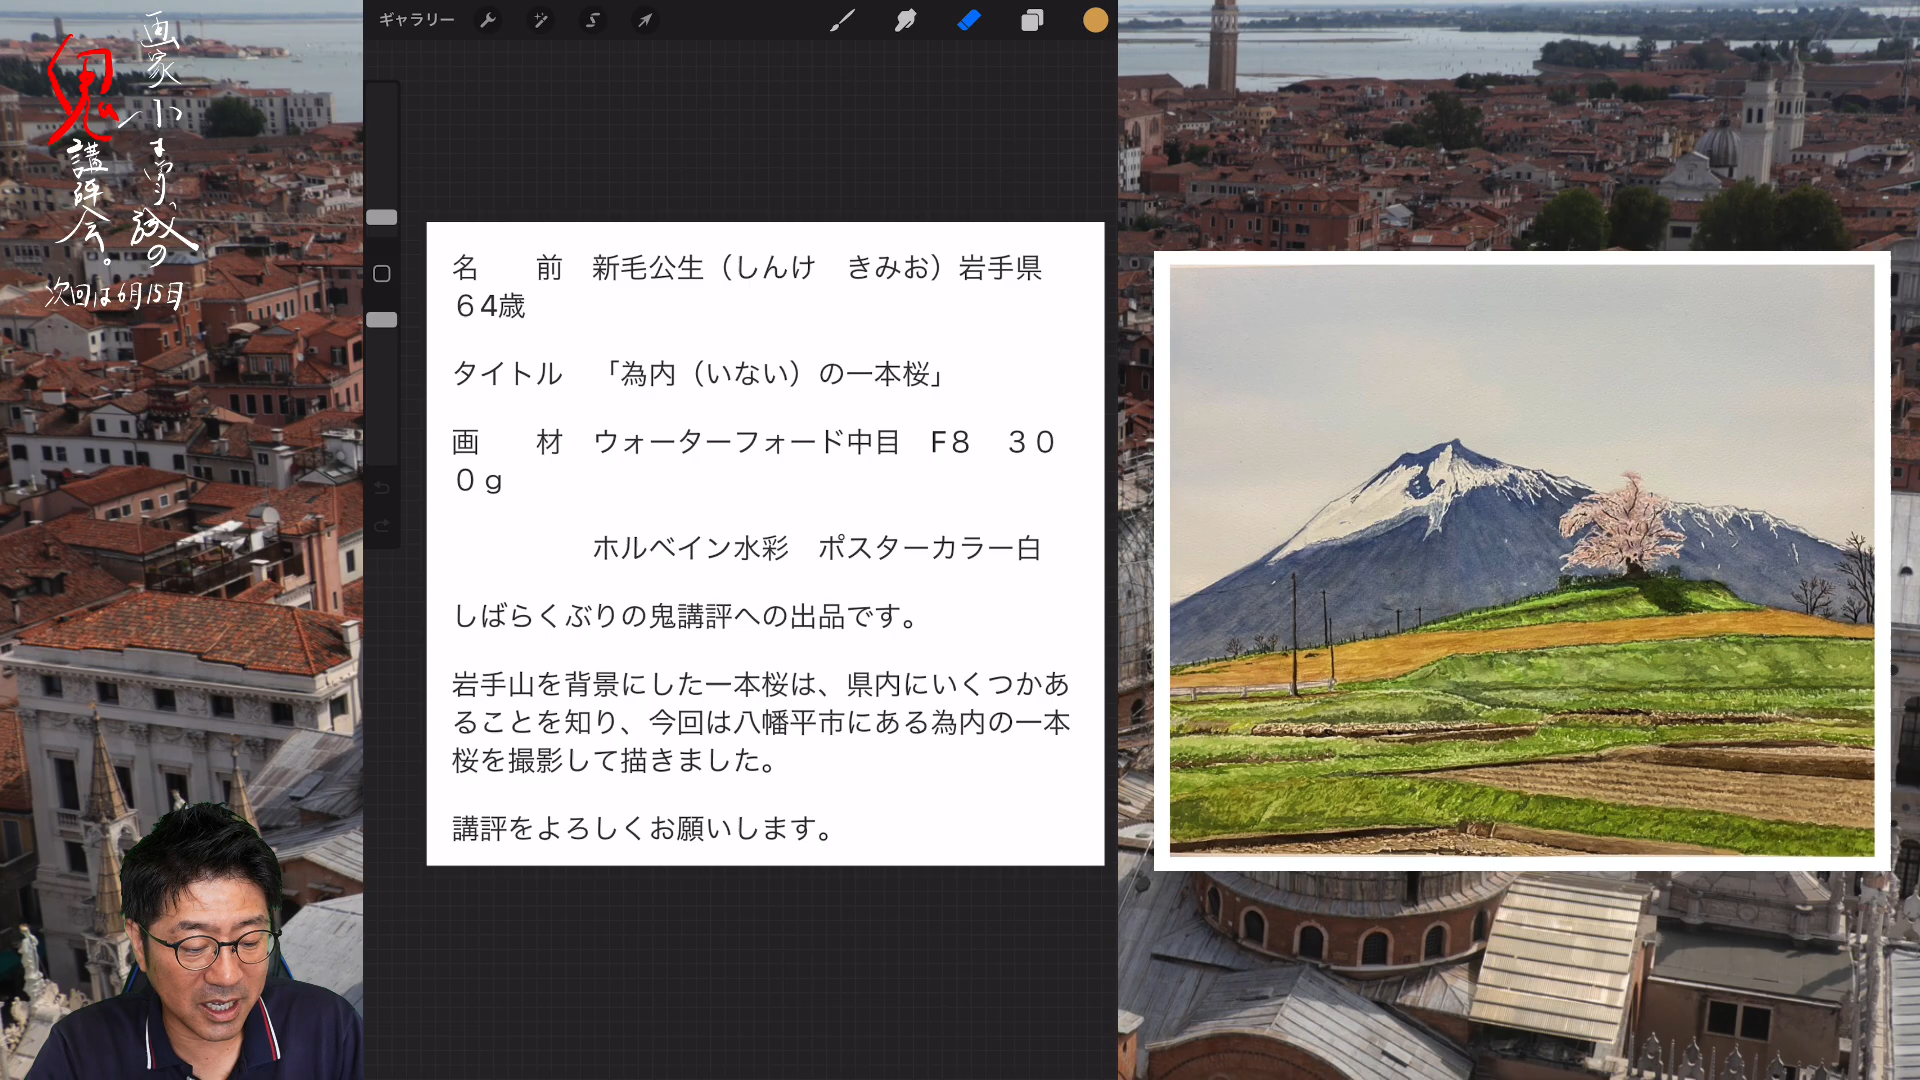 画家小木曽誠の
鬼講評会。
次回は6月15日
ギャラリー
名　　前　新毛公生（しんけ　きみお）岩手県
６4歳
タイトル　「為内（いない）の一本桜」
画　　材　ウォーターフォード中目　F８　３０
０ｇ
ホルベイン水彩　ポスターカラー白
しばらくぶりの鬼講評への出品です。
岩手山を背景にした一本桜は、県内にいくつかあ
ることを知り、今回は八幡平市にある為内の一本
桜を撮影して描きました。
講評をよろしくお願いします。